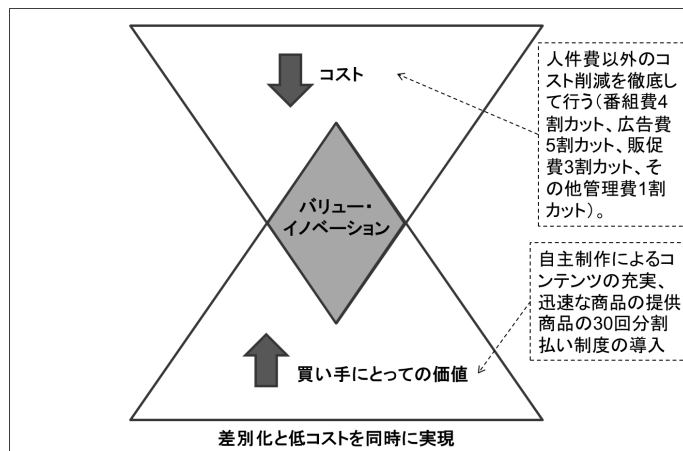 コスト
人件費以外のコ
スト削減を徹底し
て行う(番組費4
割カット、広告費
5割カット、販促
費3割カット、そ
の他管理費1割
カット)。
バリュー・
イノベーション
自主制作によるコ
ンテンツの充実、
迅速な商品の提供
商品の30回分割
払い制度の導入
買い手にとっての価値
差別化と低コストを同時に実現